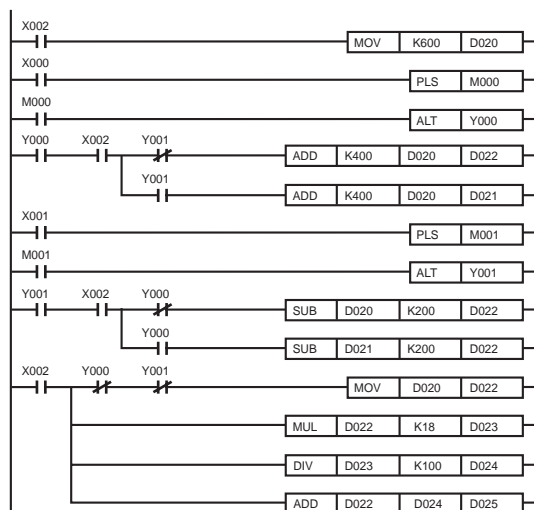 X002
MOV K600 D020
X000
PLS M000
M000
ALT Y000
Y000 X002 Y001
ADD K400 D020 D022
Y001
ADD K400 D020 D021
X001
PLS M001
M001
ALT Y001
Y001 X002 Y000
SUB D020 K200 D022
Y000
SUB D021 K200 D022
X002 Y000 Y001
MOV D020 D022
MUL D022 K18 D023
DIV D023 K100 D024
ADD D022 D024 D025